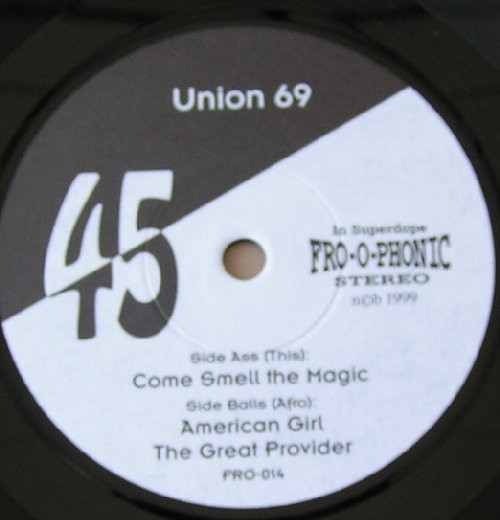 Union 69
45
In Superdope
FRO-O-PHONIC
STEREO
n©b 1999
Side Ass (This):
Come Smell the Magic
Side Balls (Afro):
American Girl
The Great Provider
FRO-014